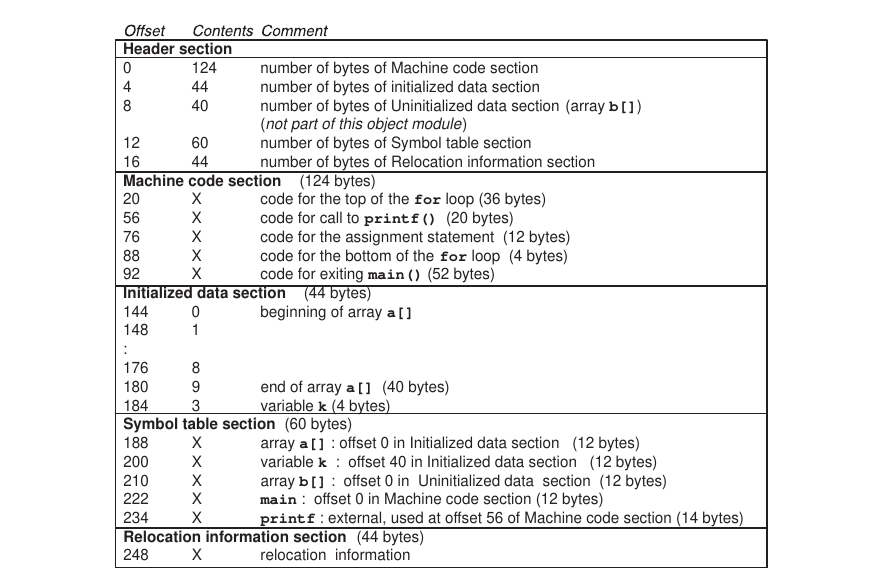 Offset Contents Comment
Header section
0 124 number of bytes of Machine code section
4 44 number of bytes of initialized data section
8 40 number of bytes of Uninitialized data section (array b[])
(not part of this object module)
12 60 number of bytes of Symbol table section
16 44 number of bytes of Relocation information section
Machine code section (124 bytes)
20 X code for the top of the for loop (36 bytes)
56 X code for call to printf() (20 bytes)
76 X code for the assignment statement (12 bytes)
88 X code for the bottom of the for loop (4 bytes)
92 X code for exiting main() (52 bytes)
Initialized data section (44 bytes)
144 0 beginning of array a[]
148 1
:
176 8
180 9 end of array a[] (40 bytes)
184 3 variable k (4 bytes)
Symbol table section (60 bytes)
188 X array a[] : offset 0 in Initialized data section (12 bytes)
200 X variable k : offset 40 in Initialized data section (12 bytes)
210 X array b[] : offset 0 in Uninitialized data section (12 bytes)
222 X main : offset 0 in Machine code section (12 bytes)
234 X printf : external, used at offset 56 of Machine code section (14 bytes)
Relocation information section (44 bytes)
248 X relocation information